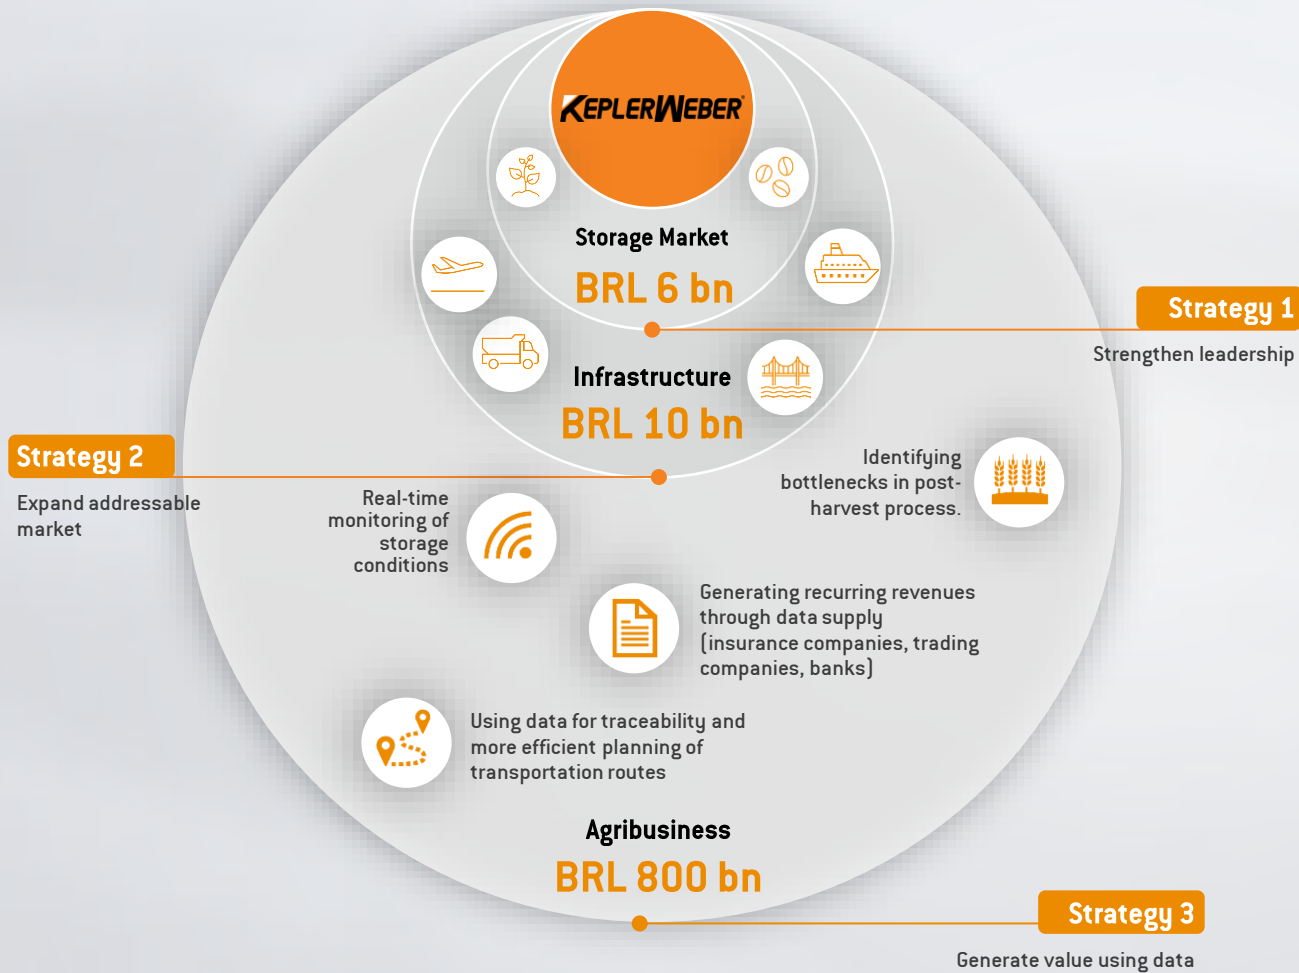 KEPLERWEBER
Storage Market
BRL 6 bn
Strategy 1
Strengthen leadership
Infrastructure
BRL 10 bn
Strategy 2
Expand addressable
market
Identifying
bottlenecks in post-
harvest process.
Real-time
monitoring of
storage
conditions
Generating recurring revenues
through data supply
(insurance companies, trading
companies, banks)
Using data for traceability and
more efficient planning of
transportation routes
Agribusiness
BRL 800 bn
Strategy 3
Generate value using data